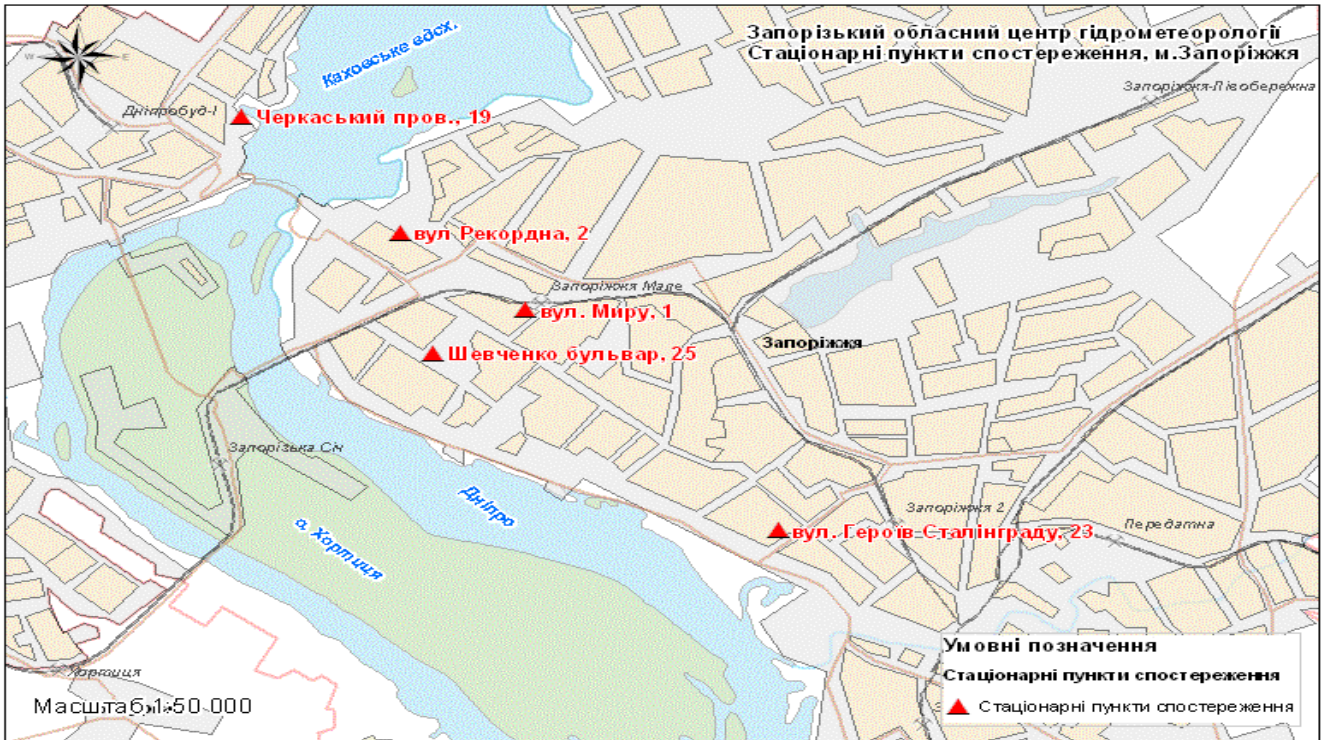 Запорізький обласний центр гідрометеорології
Стаціонарні пункти спостереження, м.Запоріжжя
Каховське вдсх.
W
E
Дніпробуд-I
Черкаський пров., 19
Запоріжжя-Лівобережна
вул Рекордна, 2
Запоріжжя Мале
вул. Миру, 1
Запоріжжя
Шевченко бульвар, 25
Запорізька Січ
Дніпро
о. Хортиця
Запоріжжя 2
Передатна
вул. Героїв Сталінграду, 23
Умовні позначення
Стаціонарні пункти спостереження
Стаціонарні пункти спостереження
Хортиця
Масштаб 1:50 000